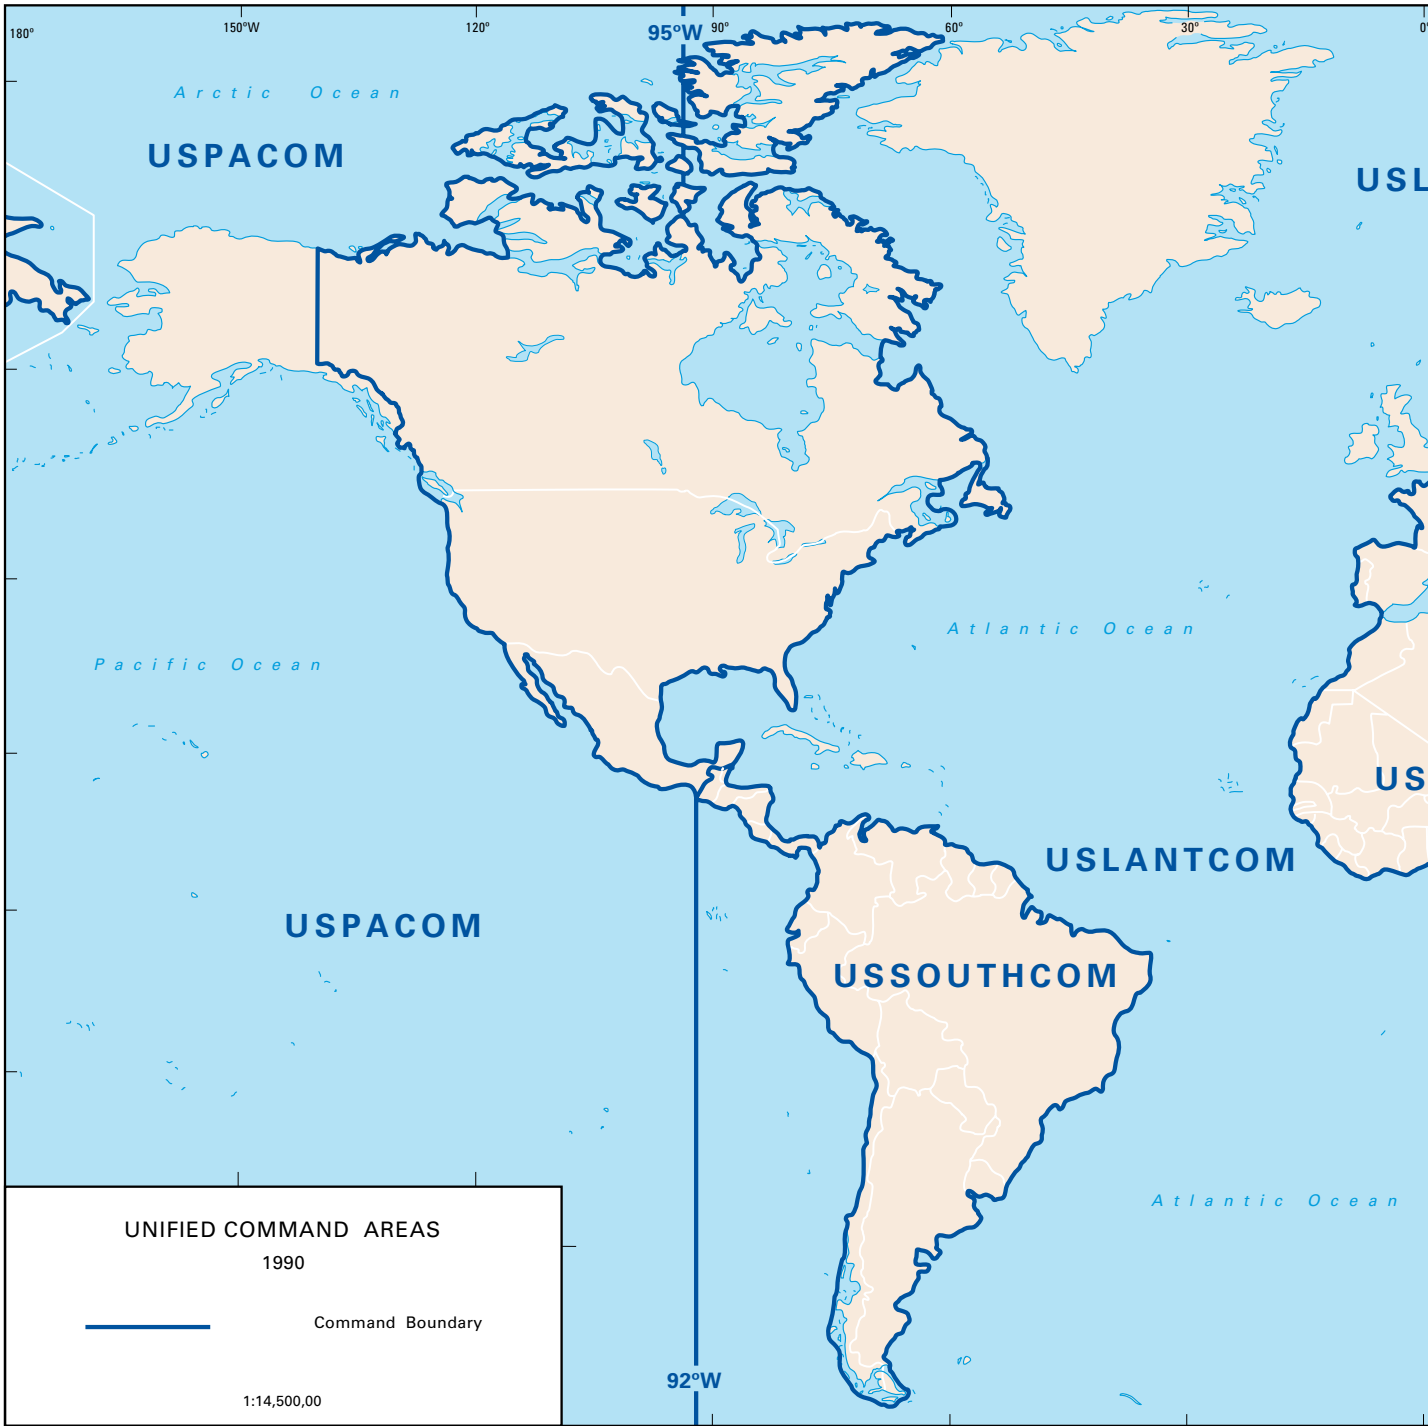 180° 150°W 120° 90° 60° 30° 0°
95°W
Arctic Ocean
USPACOM
USL
Atlantic Ocean
Pacific Ocean
US
USLANTCOM
USPACOM
USSOUTHCOM
Atlantic Ocean
UNIFIED COMMAND AREAS
1990
Command Boundary
92°W
1:14,500,00